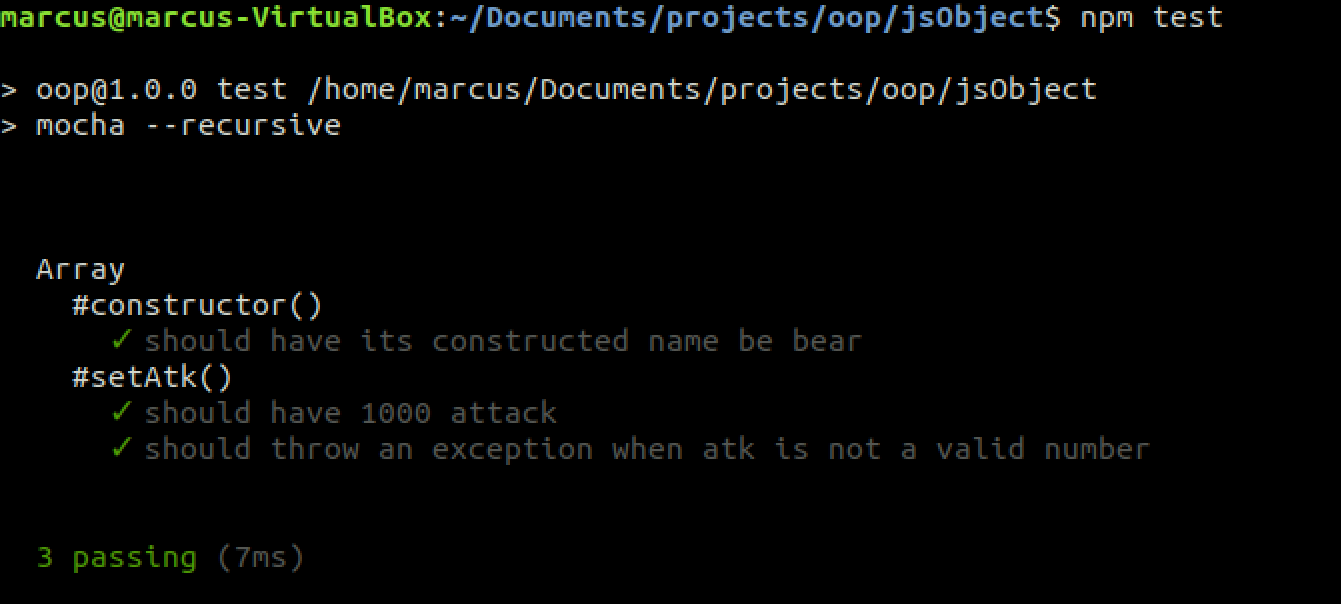 marcus@marcus-VirtualBox:~/Documents/projects/oop/jsObject$ npm test
> oop@1.0.0 test /home/marcus/Documents/projects/oop/jsObject
> mocha --recursive
Array
#constructor()
✓ should have its constructed name be bear
#setAtk()
✓ should have 1000 attack
✓ should throw an exception when atk is not a valid number
3 passing (7ms)